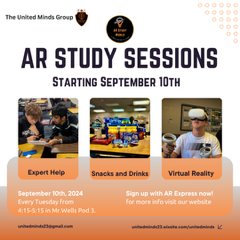 The United Minds Group
AR STUDY
WORLD
AR STUDY SESSIONS
STARTING SEPTEMBER 10TH
Expert Help
Snacks and Drinks
Virtual Reality
September 10th, 2024
Every Tuesday from
4:15-5:15 in Mr Wells Pod 3.
Sign up with AR Express now!
for more info visit our website
unitedminds23@gmail.com
unitedminds23.wixsite.com/unitedminds